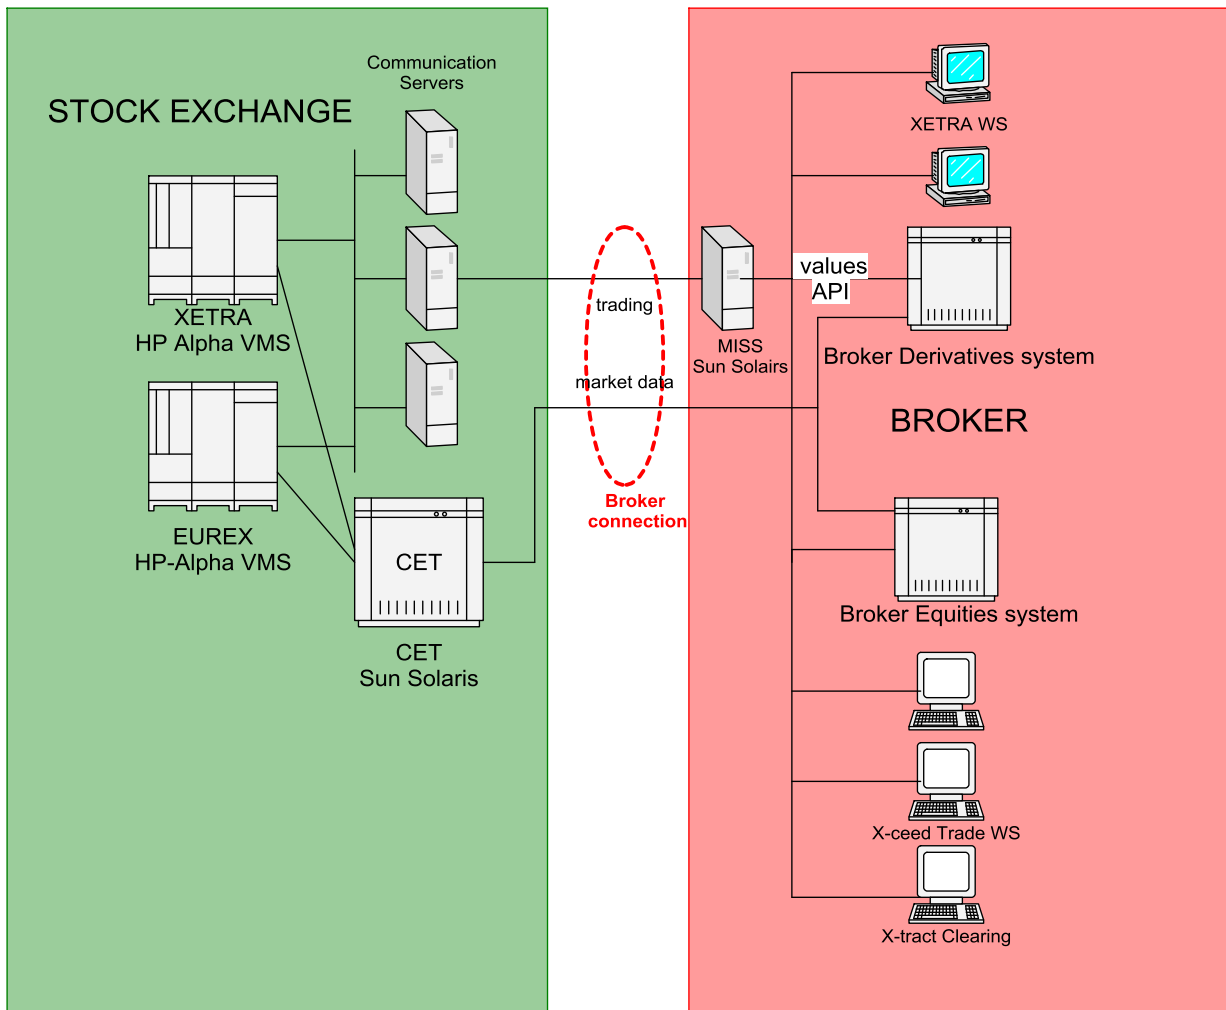 Communication
Servers
STOCK EXCHANGE
XETRA
HP Alpha VMS
EUREX
HP-Alpha VMS
CET
CET
Sun Solaris
trading
market data
Broker
connection
XETRA WS
values
API
MISS
Sun Solairs
Broker Derivatives system
BROKER
Broker Equities system
X-ceed Trade WS
X-tract Clearing